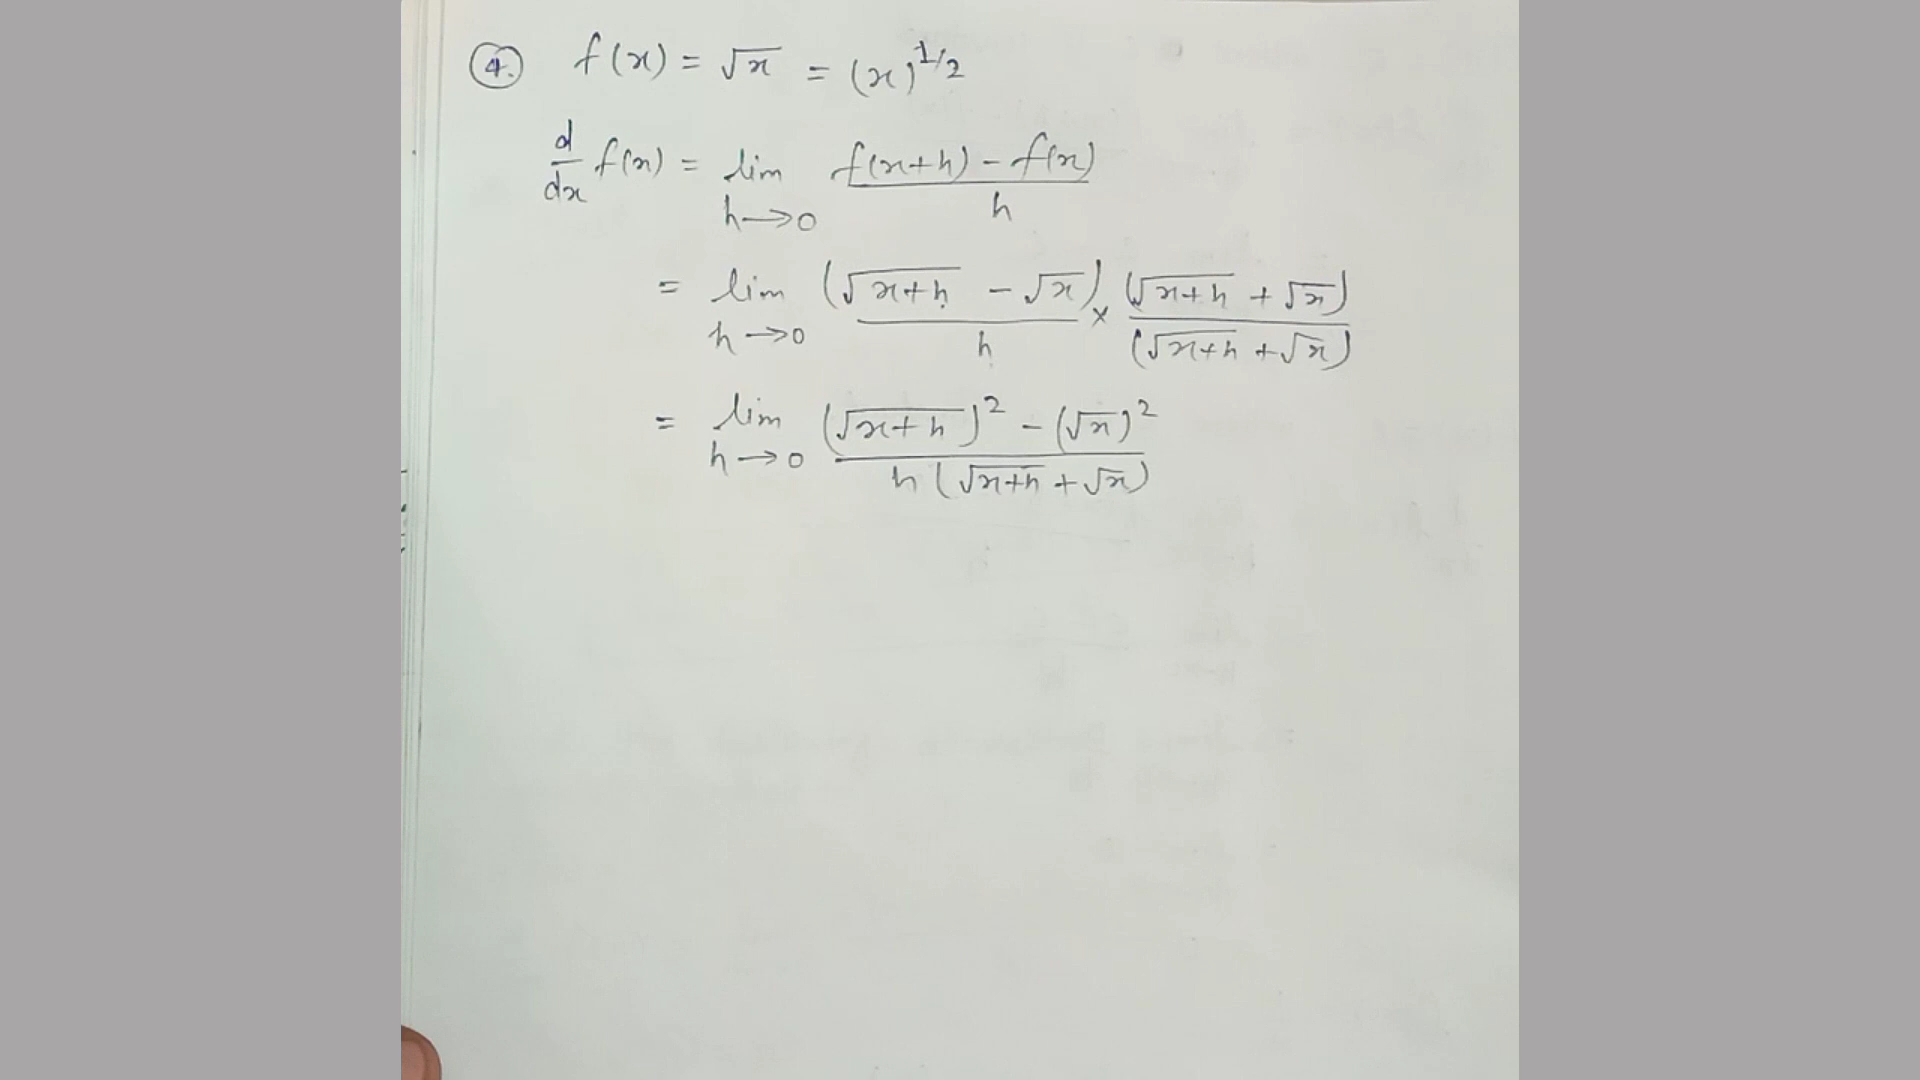 ④. f(x) = √x = (x)^1/2
d/dx f(x) = lim h→0 (f(x+h) - f(x))/h
= lim h→0 (√(x+h) - √x)/h × (√(x+h) + √x)/(√(x+h) + √x)
= lim h→0 ((√(x+h))² - (√x)²)/(h(√(x+h) + √x))